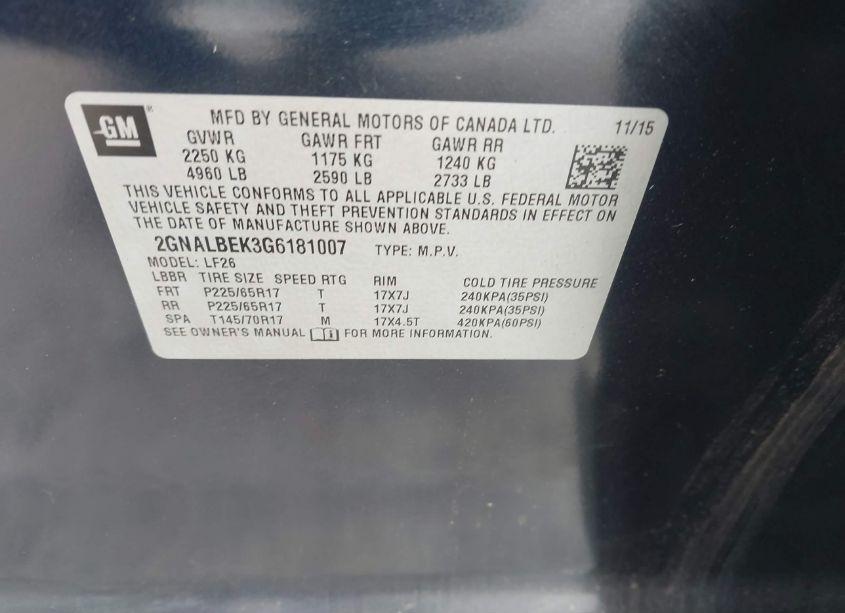 GM®
MFD BY GENERAL MOTORS OF CANADA LTD. 11/15
GVWR GAWR FRT GAWR RR
2250 KG 1175 KG 1240 KG
4960 LB 2590 LB 2733 LB
THIS VEHICLE CONFORMS TO ALL APPLICABLE U.S. FEDERAL MOTOR
VEHICLE SAFETY AND THEFT PREVENTION STANDARDS IN EFFECT ON
THE DATE OF MANUFACTURE SHOWN ABOVE.
2GNALBEK3G6181007 TYPE: M.P.V.
MODEL: LF26
LBBR TIRE SIZE SPEED RTG RIM COLD TIRE PRESSURE
FRT P225/65R17 T 17X7J 240KPA(35PSI)
RR P225/65R17 T 17X7J 240KPA(35PSI)
SPA T145/70R17 M 17X4.5T 420KPA(60PSI)
SEE OWNER'S MANUAL FOR MORE INFORMATION.